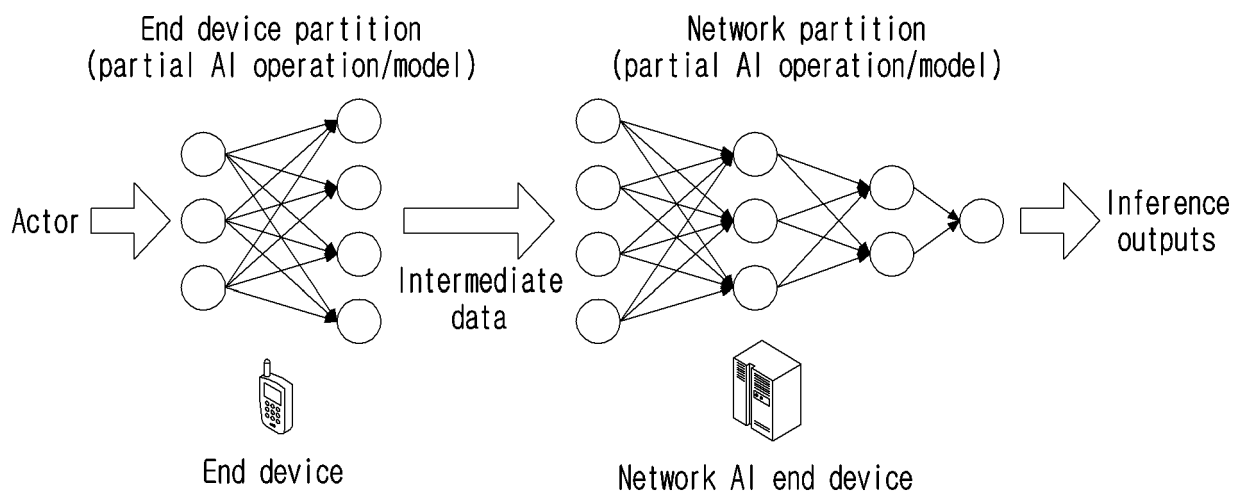 End device partition
(partial AI operation/model)
Network partition
(partial AI operation/model)
Actor
Intermediate
data
Inference
outputs
End device
Network AI end device